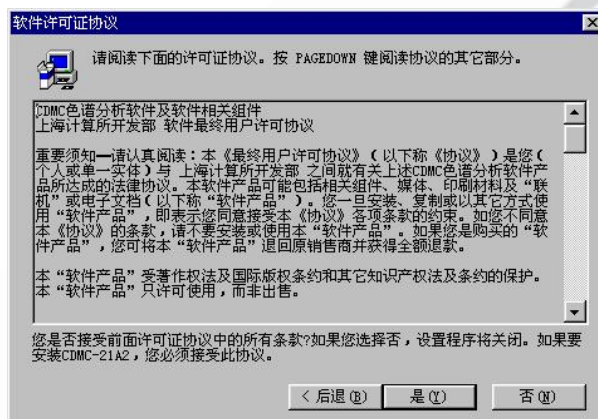 软件许可证协议
请阅读下面的许可证协议。按 PAGEDOWN 键阅读协议的其它部分。
CDMC色谱分析软件及软件相关组件
上海计算所开发部 软件最终用户许可协议
重要须知—请认真阅读：本《最终用户许可协议》（以下称《协议》）是您（
个人或单一实体）与 上海计算所开发部 之间就有关上述CDMC色谱分析软件产
品所达成的法律协议。本软件产品可能包括相关组件、媒体、印刷材料及“联
机”或电子文档（以下称“软件产品”）。您一旦安装、复制或以其它方式使
用“软件产品”，即表示您同意接受本《协议》各项条款的约束。如您不同意
本《协议》的条款，请不要安装或使用本“软件产品”。如果您是购买的“软
件产品”，您可将本“软件产品”退回原销售商并获得全额退款。
本“软件产品”受著作权法及国际版权条约和其它知识产权法及条约的保护。
本“软件产品”只许可使用，而非出售。
您是否接受前面许可证协议中的所有条款?如果您选择否，设置程序将关闭。如果要
安装CDMC-21A2，您必须接受此协议。
< 后退(B) 是(Y) 否(N)